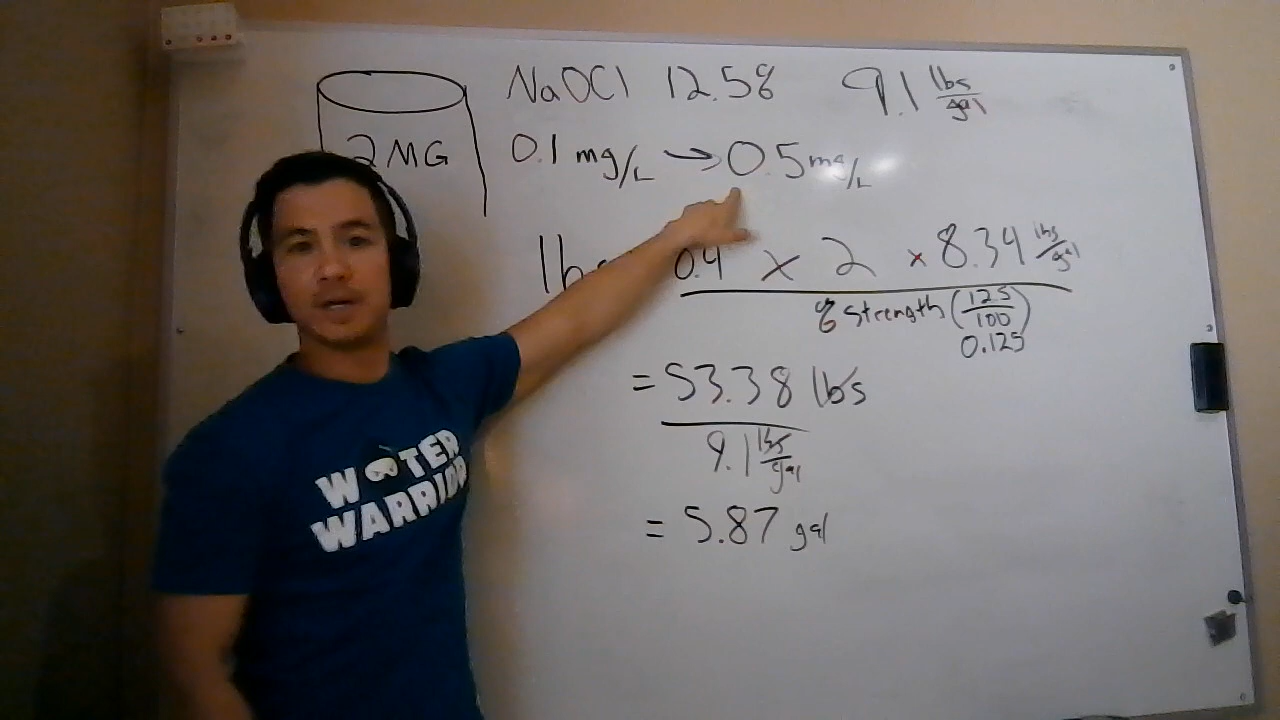 NaOCl 12.5% 9.1 lbs/gal
2 MG
0.1 mg/L → 0.5 mg/L
0.4 × 2 × 8.34 lbs/gal
% strength (12.5/100)
0.125
= 53.38 lbs
9.1 lbs/gal
= 5.87 gal
WATER
WARRIOR